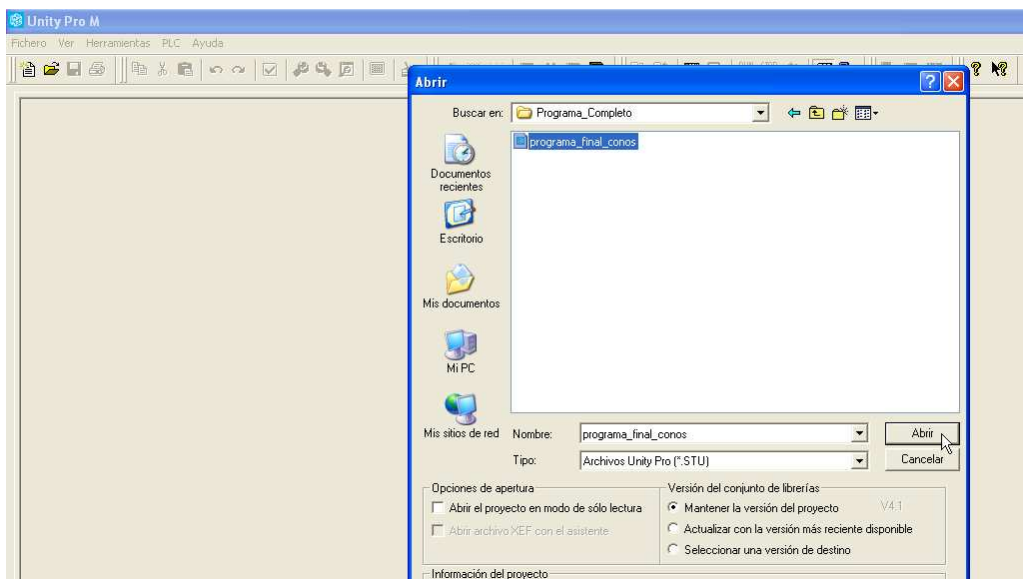 Unity Pro M
Fichero Ver Herramientas PLC Ayuda
Abrir
Buscar en: Programa_Completo
programa_final_conos
Documentos
recientes
Escritorio
Mis documentos
Mi PC
Mis sitios de red
Nombre: programa_final_conos Abrir
Tipo: Archivos Unity Pro (*.STU) Cancelar
Opciones de apertura
Abrir el proyecto en modo de sólo lectura
Abrir archivo XEF con el asistente
Versión del conjunto de librerías
Mantener la versión del proyecto V4.1
Actualizar con la versión más reciente disponible
Seleccionar una versión de destino
Información del proyecto